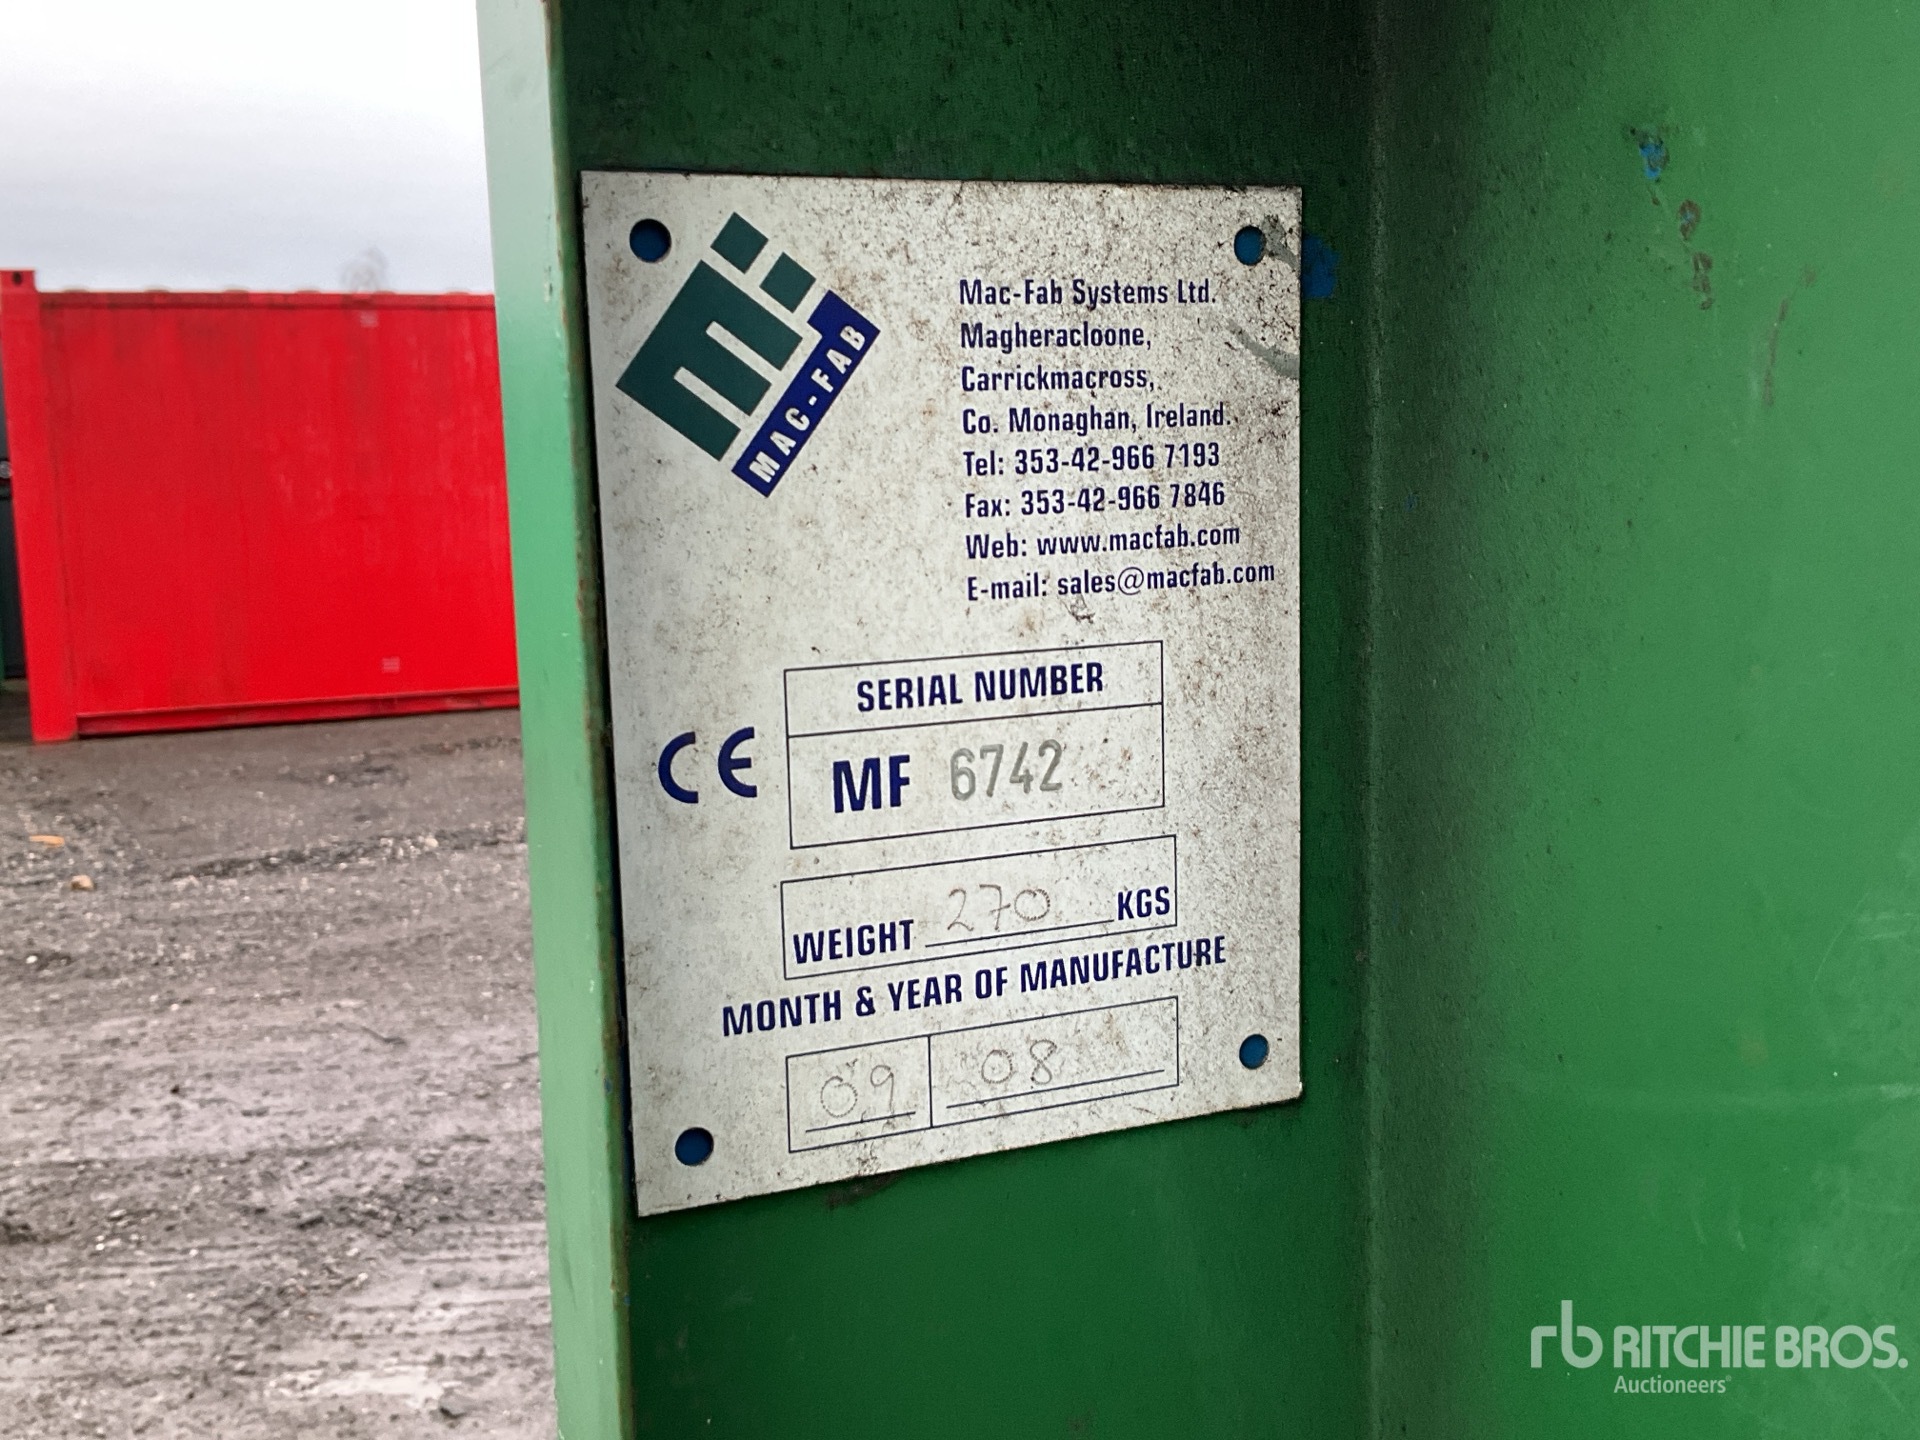 MAC-FAB
Mac-Fab Systems Ltd.
Magheracloone,
Carrickmacross,
Co. Monaghan, Ireland.
Tel: 353-42-966 7193
Fax: 353-42-966 7846
Web: www.macfab.com
E-mail: sales@macfab.com
SERIAL NUMBER
CE
MF 6742
WEIGHT 270 KGS
MONTH & YEAR OF MANUFACTURE
09 08
rb RITCHIE BROS.
Auctioneers